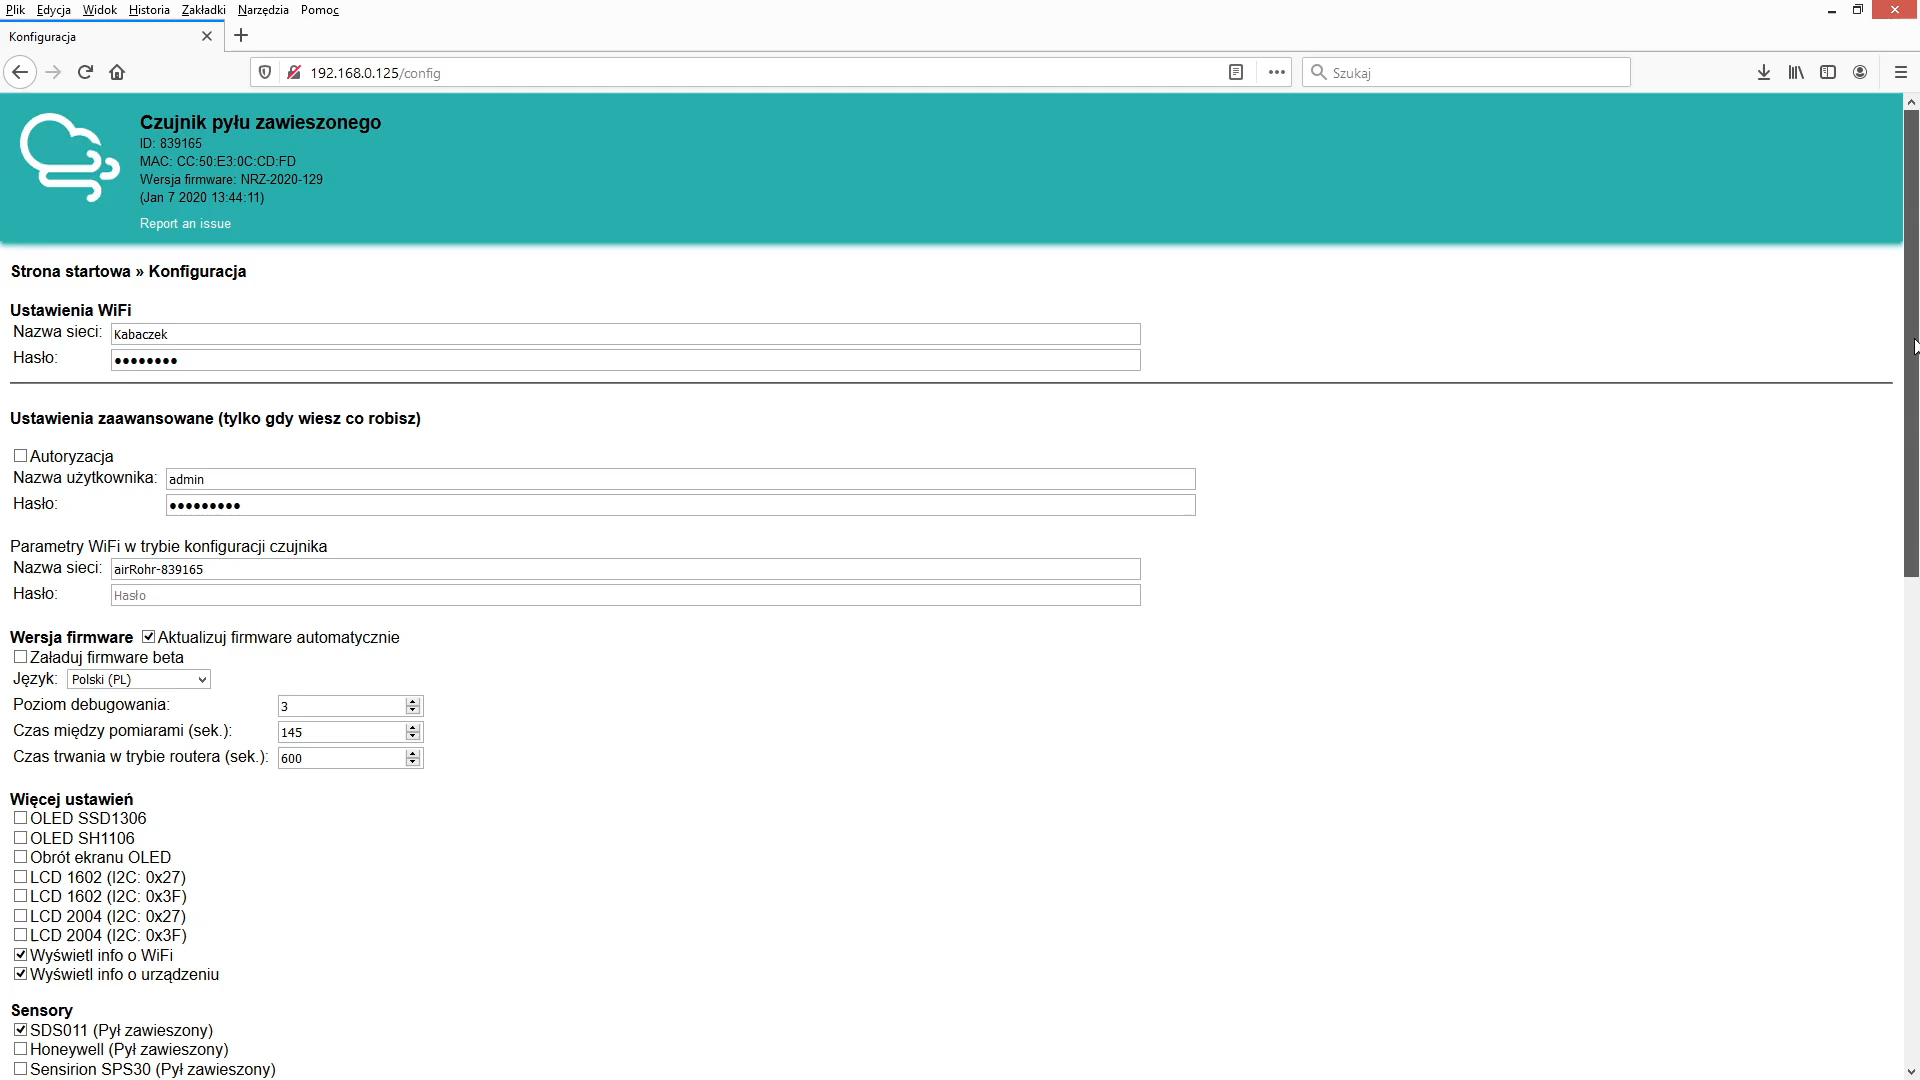 Plik Edycja Widok Historia Zakładki Narzędzia Pomoc
Konfiguracja
192.168.0.125/config
Szukaj
Czujnik pyłu zawieszonego
ID: 839165
MAC: CC:50:E3:0C:CD:FD
Wersja firmware: NRZ-2020-129
(Jan 7 2020 13:44:11)
Report an issue
Strona startowa » Konfiguracja
Ustawienia WiFi
Nazwa sieci: Kabaczek
Hasło: ●●●●●●●●
Ustawienia zaawansowane (tylko gdy wiesz co robisz)
Autoryzacja
Nazwa użytkownika: admin
Hasło: ●●●●●●●●●
Parametry WiFi w trybie konfiguracji czujnika
Nazwa sieci: airRohr-839165
Hasło: Hasło
Wersja firmware Aktualizuj firmware automatycznie
Załaduj firmware beta
Język: Polski (PL)
Poziom debugowania: 3
Czas między pomiarami (sek.): 145
Czas trwania w trybie routera (sek.): 600
Więcej ustawień
OLED SSD1306
OLED SH1106
Obrót ekranu OLED
LCD 1602 (I2C: 0x27)
LCD 1602 (I2C: 0x3F)
LCD 2004 (I2C: 0x27)
LCD 2004 (I2C: 0x3F)
Wyświetl info o WiFi
Wyświetl info o urządzeniu
Sensory
SDS011 (Pył zawieszony)
Honeywell (Pył zawieszony)
Sensirion SPS30 (Pył zawieszony)